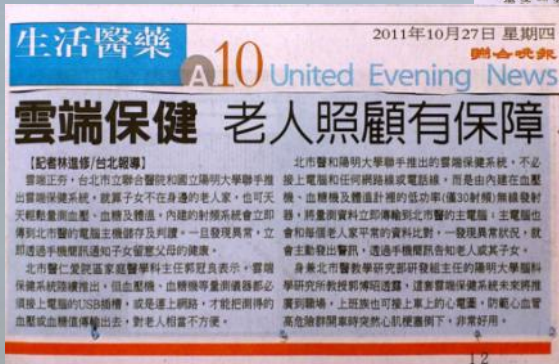 生活醫藥
A10
2011年10月27日 星期四
聯合晚報
United Evening News
雲端保健 老人照顧有保障
【記者林進修/台北報導】
雲端正夯,台北市立聯合醫院和國立陽明大學聯手推
出雲端保健系統,就算子女不在身邊的老人家,也可天
天輕鬆量測血壓、血糖及體溫,內建的射頻系統會立即
傳到北市醫的電腦主機儲存及判讀。一旦發現異常,立
即透過手機簡訊通知子女留意父母的健康。
北市醫仁愛院區家庭醫學科主任郭冠良表示,雲端
保健系統陸續推出,但血壓機、血糖機等量測儀器都必
須接上電腦的USB插槽,或是連上網路,才能把測得的
血壓或血糖值傳輸出去,對老人相當不方便。
北市醫和陽明大學聯手推出的雲端保健系統,不必
接上電腦和任何網路線或電話線,而是由內建在血壓
機、血糖機及體溫計裡的低功率(僅30射頻)無線發射
器,將量測資料立即傳輸到北市醫的主電腦。主電腦也
會和每個老人家平常的資料比對,一發現異常狀況,就
會主動發出警訊,透過手機簡訊告知老人或其子女。
身兼北市醫教學研究部研發組主任的陽明大學腦科
學研究所教授郭博昭透露,這套雲端保健系統未來將推
廣到職場,上班族也可接上車上的心電圖,防範心血管
高危險群開車時突然心肌梗塞倒下,非常好用。
12